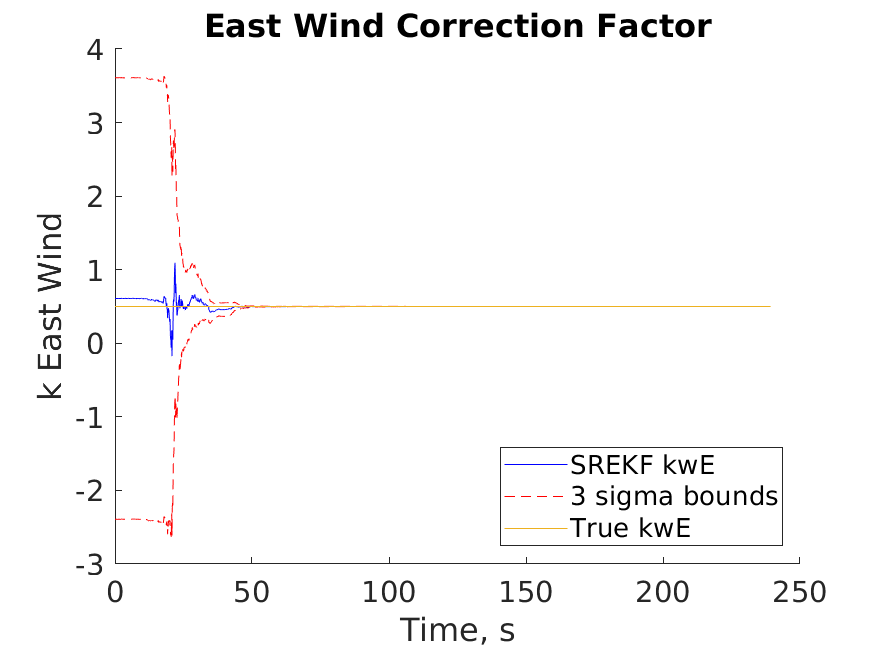 East Wind Correction Factor
4
3
2
1
0
-1
-2
-3
k East Wind
SREKF kwE
3 sigma bounds
True kwE
0 50 100 150 200 250
Time, s